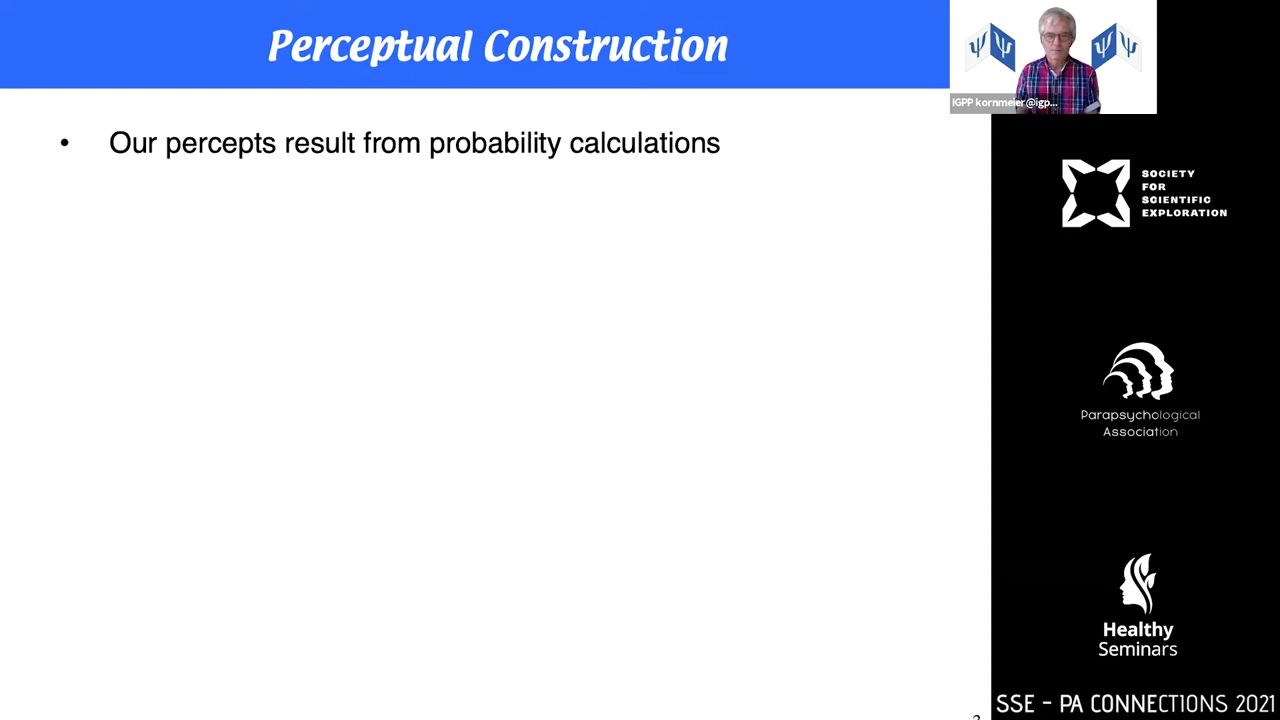 Perceptual Construction
IGPP kornmeier@igp...
• Our percepts result from probability calculations
SOCIETY
FOR
SCIENTIFIC
EXPLORATION
Parapsychological
Association
Healthy
Seminars
SSE - PA CONNECTIONS 2021